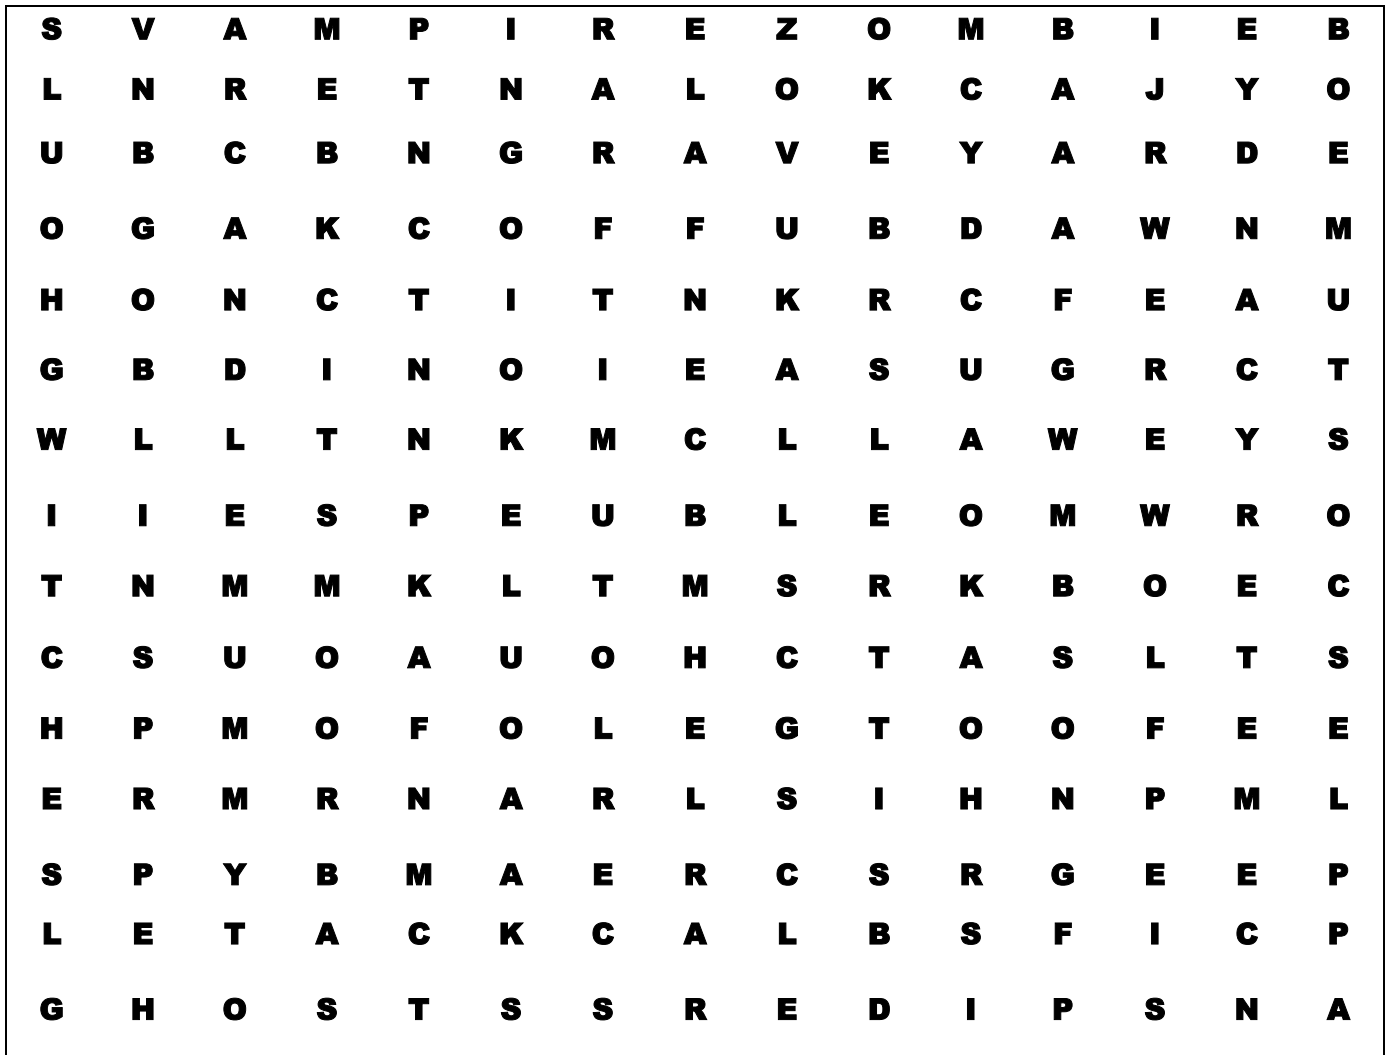 S V A M P I R E Z O M B I E B
L N R E T N A L O K C A J Y O
U B C B N G R A V E Y A R D E
O G A K C O F F U B D A W N M
H O N C T I T N K R C F E A U
G B D I N O I E A S U G R C T
W L L T N K M C L L A W E Y S
I I E S P E U B L E O M W R O
T N M M K L T M S R K B O E C
C S U O A U O H C T A S L T S
H P M O F O L E G T O O F E E
E R M R N A R L S I H N P M L
S P Y B M A E R C S R G E E P
L E T A C K C A L B S F I C P
G H O S T S S R E D I P S N A